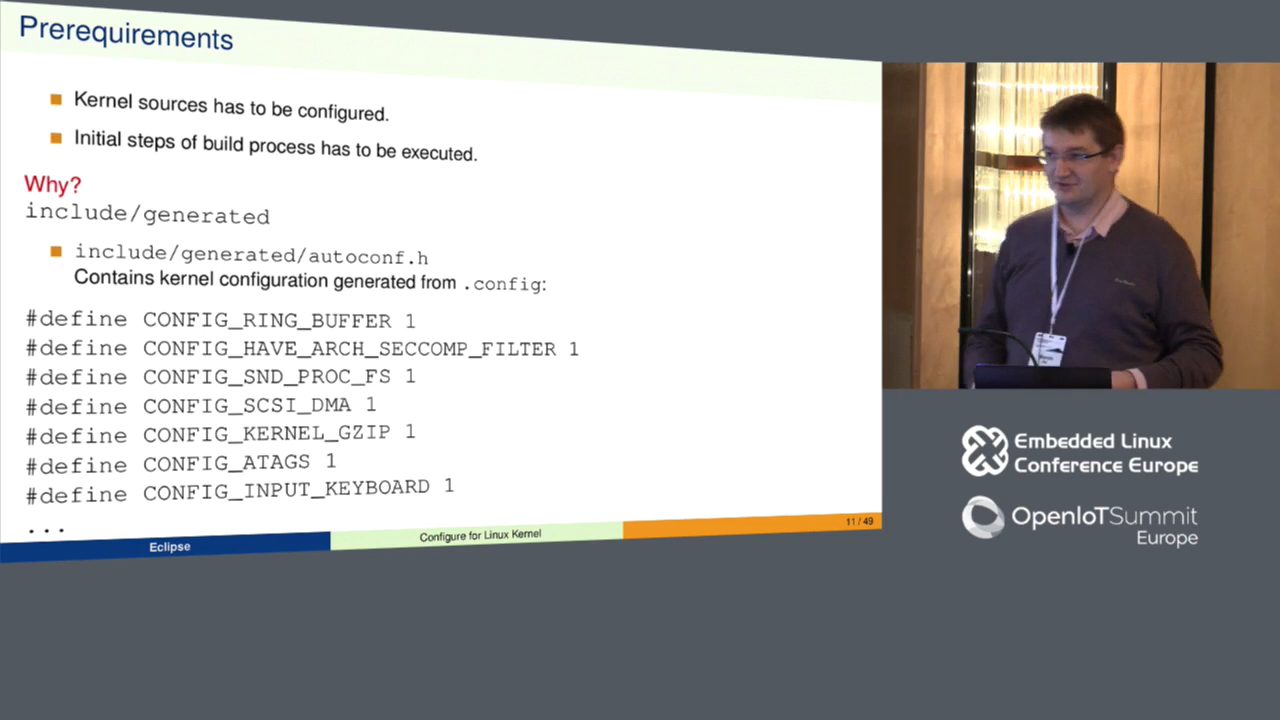 Prerequirements
Kernel sources has to be configured.
Initial steps of build process has to be executed.
Why?
include/generated
include/generated/autoconf.h
Contains kernel configuration generated from .config:
#define CONFIG_RING_BUFFER 1
#define CONFIG_HAVE_ARCH_SECCOMP_FILTER 1
#define CONFIG_SND_PROC_FS 1
#define CONFIG_SCSI_DMA 1
#define CONFIG_KERNEL_GZIP 1
#define CONFIG_ATAGS 1
#define CONFIG_INPUT_KEYBOARD 1
...
Eclipse
Configure for Linux Kernel
11 / 49
Embedded Linux
Conference Europe
OpenIoTSummit
Europe